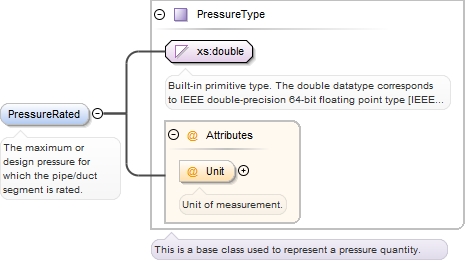 PressureType
xs:double
Built-in primitive type. The double datatype corresponds
to IEEE double-precision 64-bit floating point type [IEEE...
PressureRated
The maximum or
design pressure for
which the pipe/duct
segment is rated.
@ Attributes
@ Unit
Unit of measurement.
This is a base class used to represent a pressure quantity.